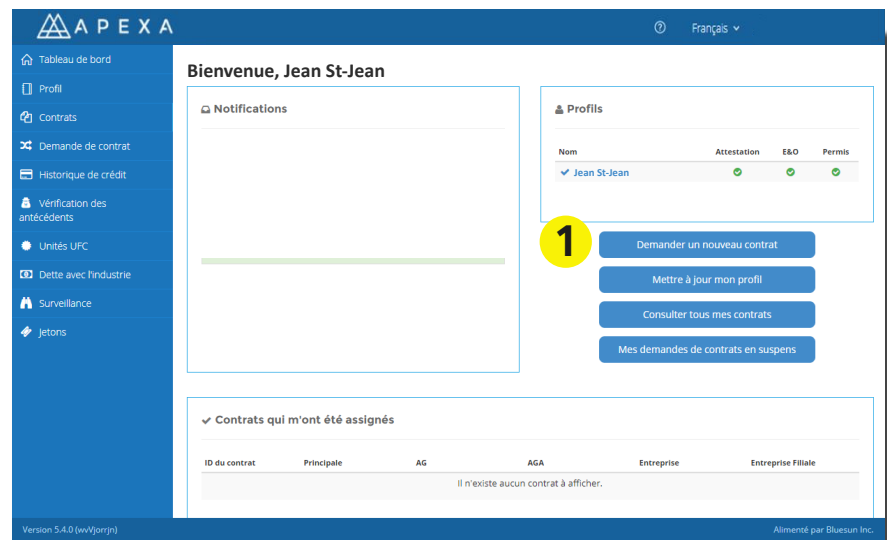 APEXA
Français
Tableau de bord
Profil
Contrats
Demande de contrat
Historique de crédit
Vérification des
antécédents
Unités UFC
Dette avec l'industrie
Surveillance
Jetons
Bienvenue, Jean St-Jean
Notifications
Profils
Nom Attestation E&O Permis
Jean St-Jean
1
Demander un nouveau contrat
Mettre à jour mon profil
Consulter tous mes contrats
Mes demandes de contrats en suspens
Contrats qui m'ont été assignés
ID du contrat Principale AG AGA Entreprise Entreprise Filiale
Il n'existe aucun contrat à afficher.
Version 5.4.0 (wvVjorrjn) Alimenté par Bluesun Inc.